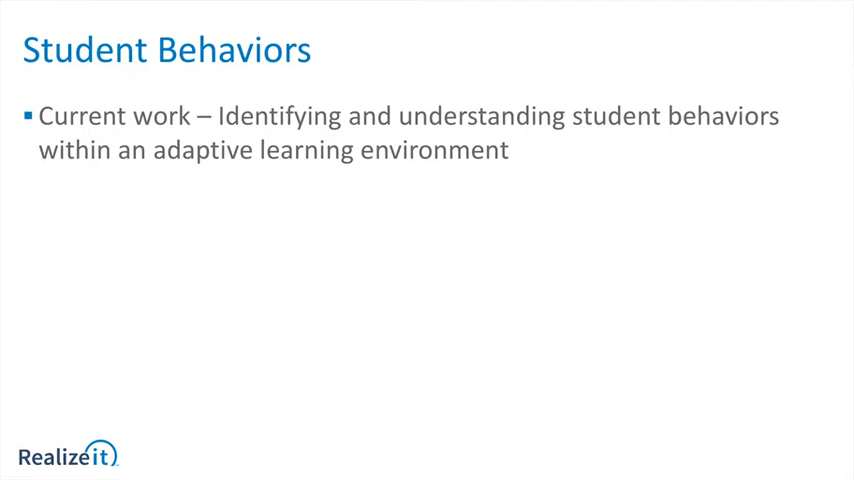 Student Behaviors
▪ Current work – Identifying and understanding student behaviors
within an adaptive learning environment
Realizeit